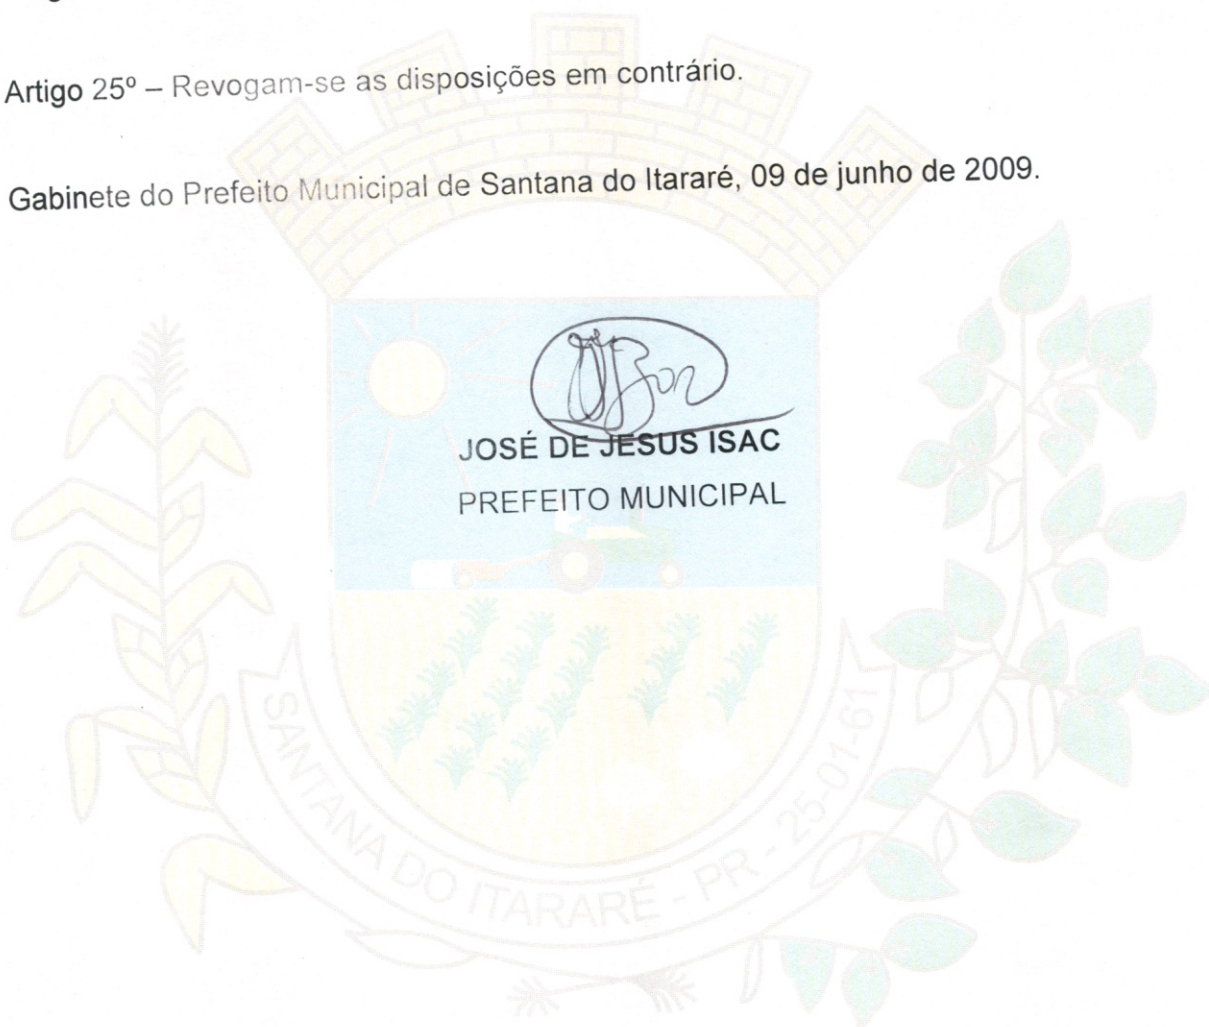 Artigo 25º – Revogam-se as disposições em contrário.
Gabinete do Prefeito Municipal de Santana do Itararé, 09 de junho de 2009.
JOSÉ DE JESUS ISAC
PREFEITO MUNICIPAL
SANTANA DO ITARARÉ - PR - 25-01-61